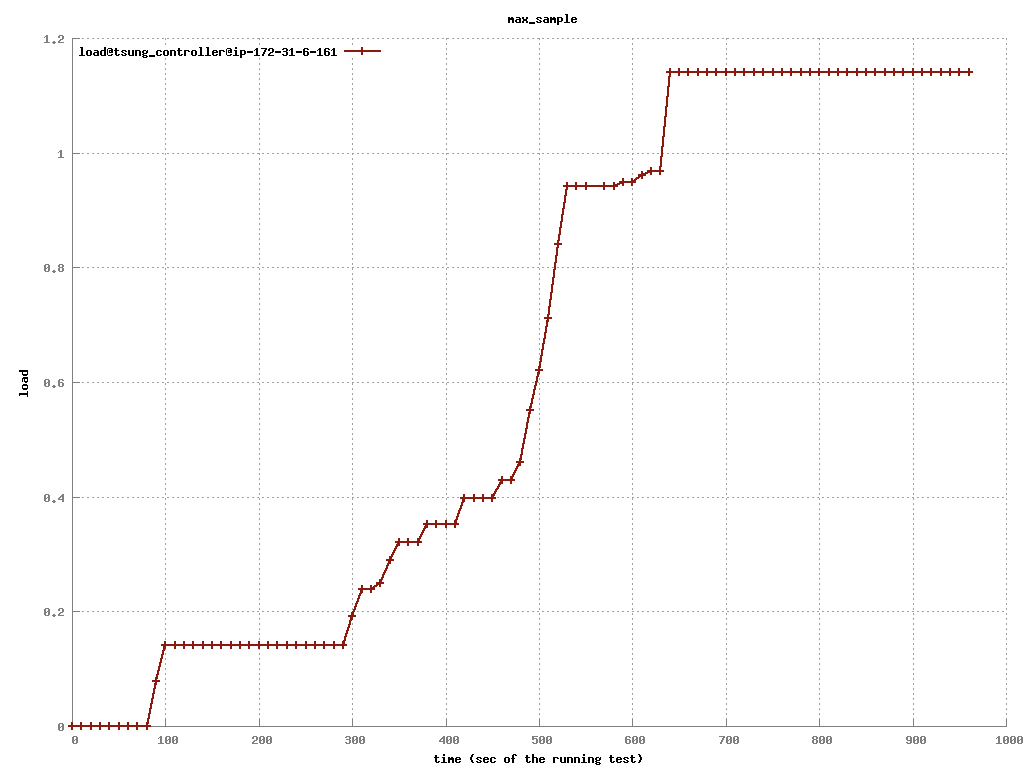 max_sample
load@tsung_controller@ip-172-31-6-161
1.2
1
0.8
0.6
0.4
0.2
0
load
0 100 200 300 400 500 600 700 800 900 1000
time (sec of the running test)